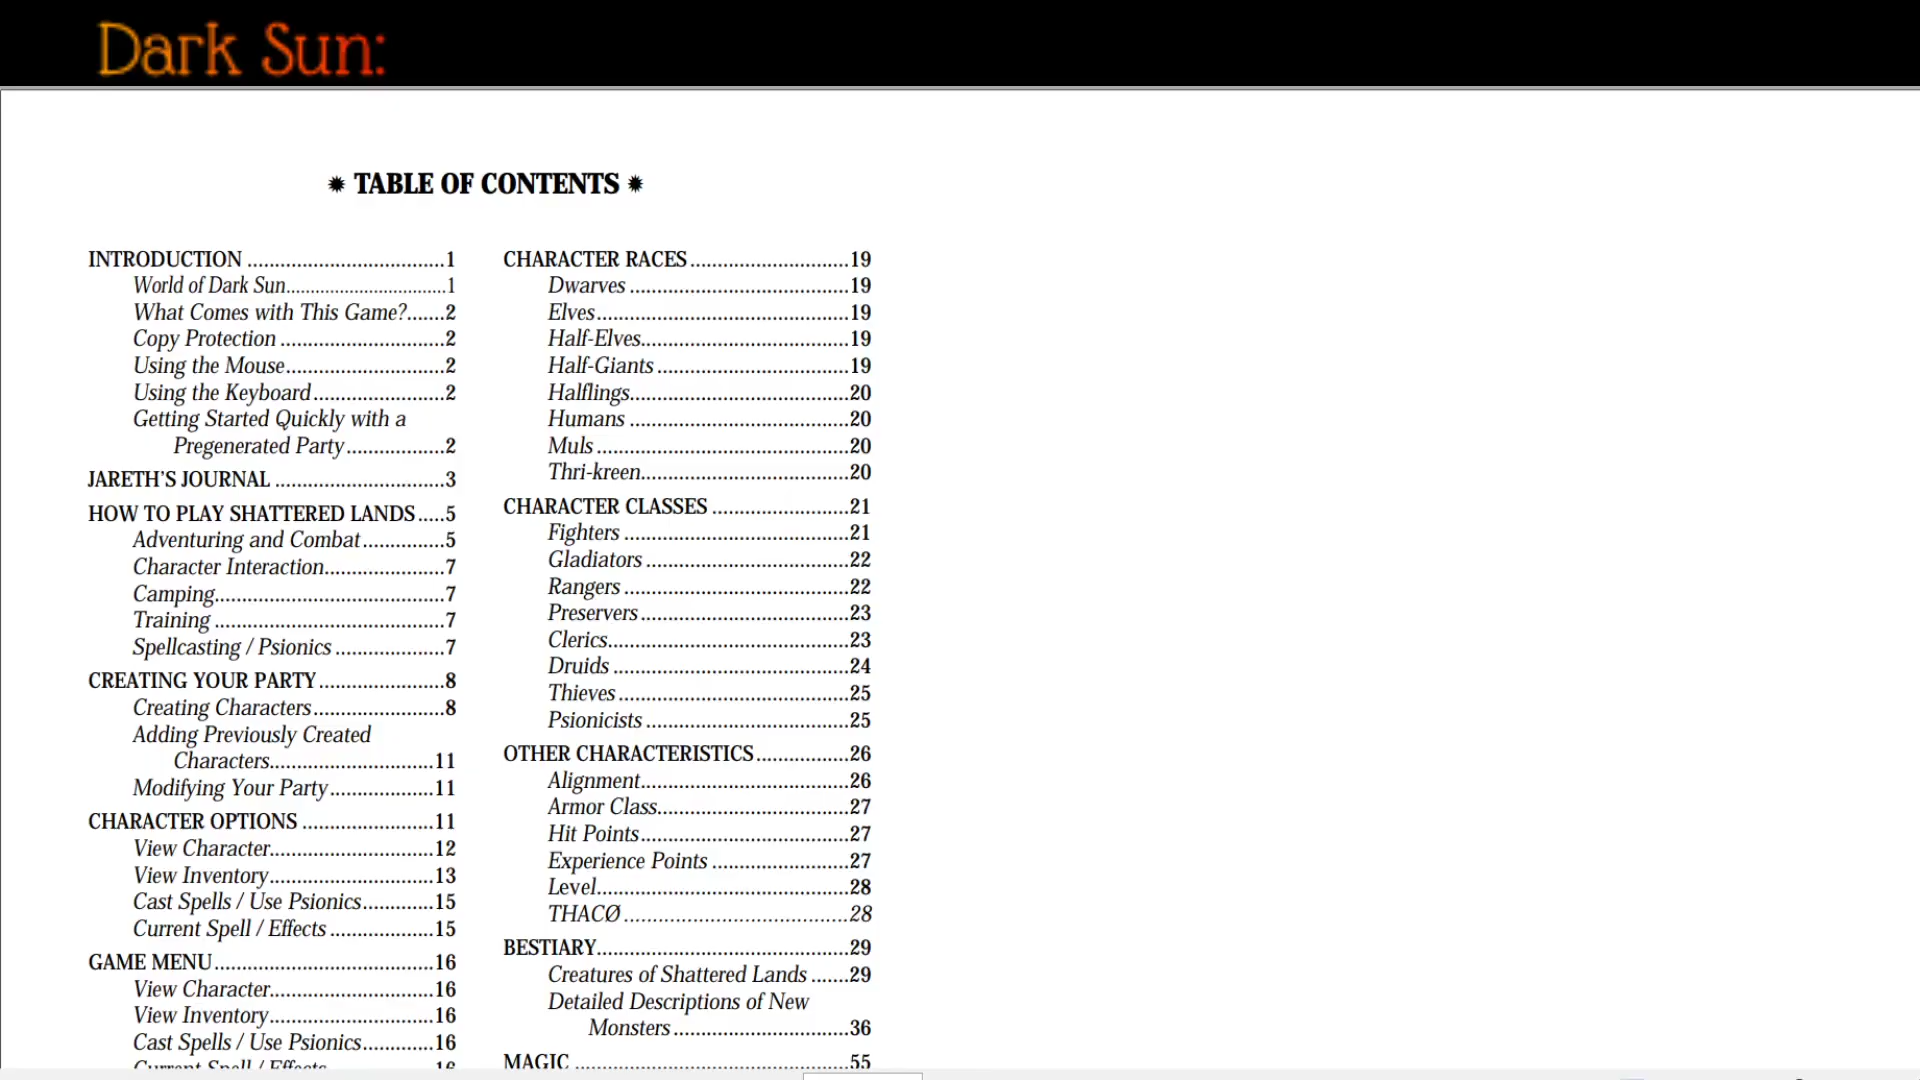 Dark Sun:
✹ TABLE OF CONTENTS ✹
INTRODUCTION ...................................1
World of Dark Sun...................................1
What Comes with This Game?.......2
Copy Protection ..............................2
Using the Mouse.............................2
Using the Keyboard........................2
Getting Started Quickly with a
Pregenerated Party..................2
JARETH'S JOURNAL ..............................3
HOW TO PLAY SHATTERED LANDS.....5
Adventuring and Combat...............5
Character Interaction......................7
Camping.........................................7
Training .........................................7
Spellcasting / Psionics ....................7
CREATING YOUR PARTY.......................8
Creating Characters........................8
Adding Previously Created
Characters.............................11
Modifying Your Party...................11
CHARACTER OPTIONS .......................11
View Character.............................12
View Inventory.............................13
Cast Spells / Use Psionics.............15
Current Spell / Effects ..................15
GAME MENU.......................................16
View Character.............................16
View Inventory.............................16
Cast Spells / Use Psionics.............16
Current Spell / Effects...................16
CHARACTER RACES............................19
Dwarves .......................................19
Elves.............................................19
Half-Elves.....................................19
Half-Giants ..................................19
Halflings.......................................20
Humans .......................................20
Muls .............................................20
Thri-kreen.....................................20
CHARACTER CLASSES ........................21
Fighters ........................................21
Gladiators ....................................22
Rangers ........................................22
Preservers.....................................23
Clerics...........................................23
Druids ..........................................24
Thieves .........................................25
Psionicists ....................................25
OTHER CHARACTERISTICS................26
Alignment.....................................26
Armor Class..................................27
Hit Points.....................................27
Experience Points ........................27
Level.............................................28
THACØ ........................................28
BESTIARY.............................................29
Creatures of Shattered Lands .......29
Detailed Descriptions of New
Monsters ...............................36
MAGIC ................................................55